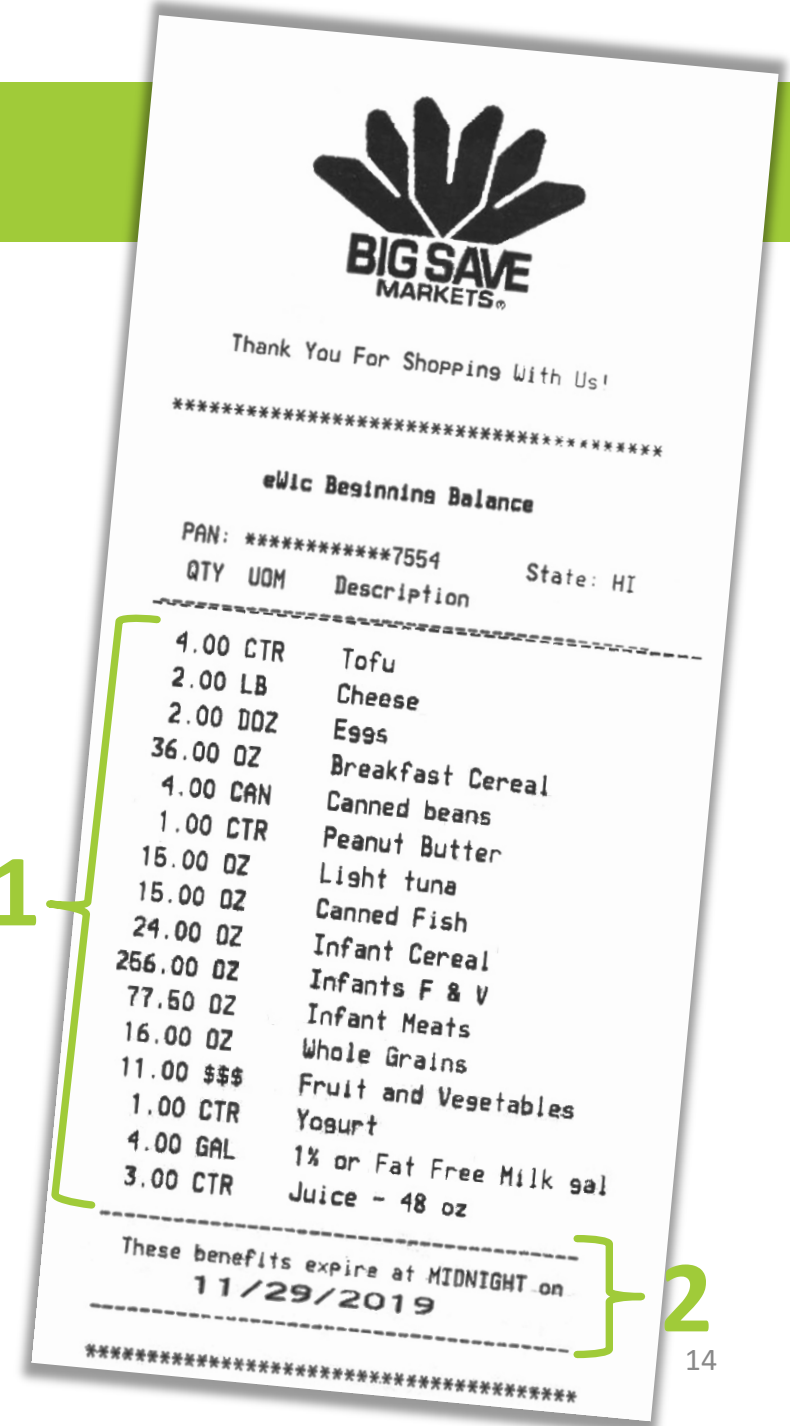 BIG SAVE
MARKETS®
Thank You For Shopping With Us!
*****************************************
eWic Beginning Balance
PAN: ************7554 State: HI
QTY UOM Description
4.00 CTR Tofu
2.00 LB Cheese
2.00 DOZ Eggs
36.00 OZ Breakfast Cereal
4.00 CAN Canned beans
1.00 CTR Peanut Butter
15.00 OZ Light tuna
15.00 OZ Canned Fish
24.00 OZ Infant Cereal
256.00 OZ Infants F & V
77.50 OZ Infant Meats
16.00 OZ Whole Grains
11.00 $$$ Fruit and Vegetables
1.00 CTR Yogurt
4.00 GAL 1% or Fat Free Milk gal
3.00 CTR Juice - 48 oz
1
These benefits expire at MIDNIGHT on
11/29/2019
2
*****************************************
14